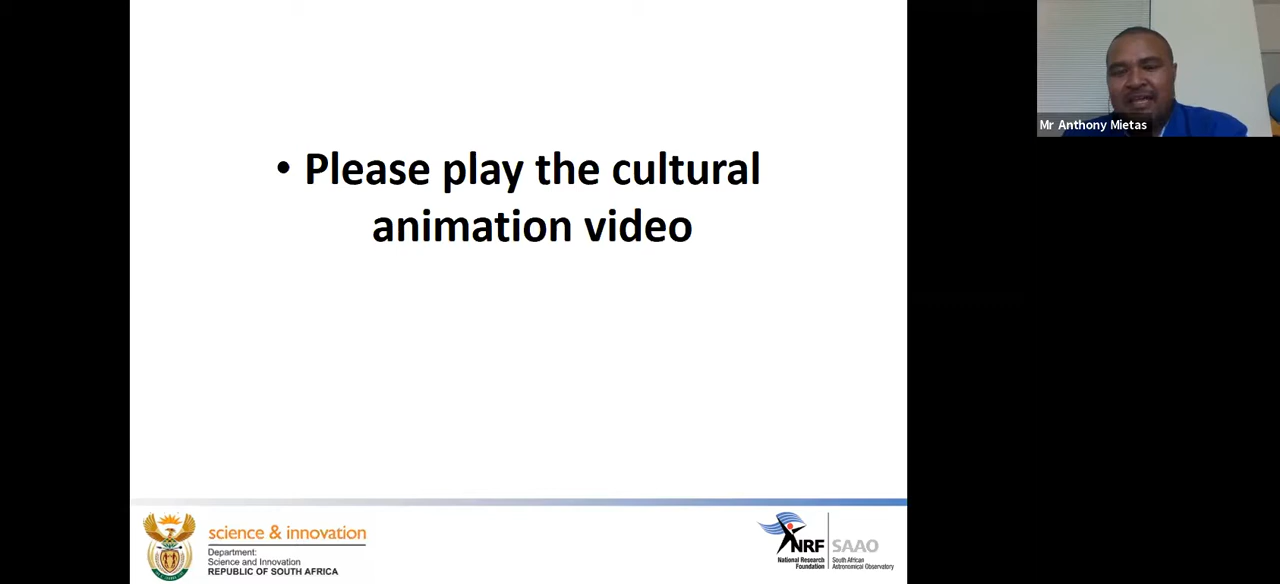 Mr Anthony Mietas
• Please play the cultural
animation video
science & innovation
Department:
Science and Innovation
REPUBLIC OF SOUTH AFRICA
NRF
National Research
Foundation
SAAO
South African
Astronomical Observatory